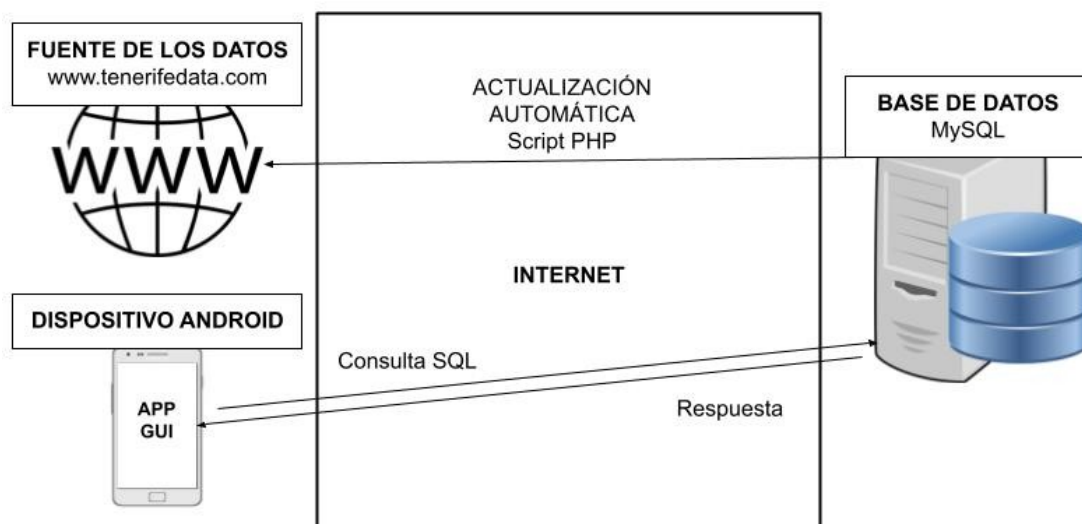 FUENTE DE LOS DATOS
www.tenerifedata.com
WWW
ACTUALIZACIÓN
AUTOMÁTICA
Script PHP
BASE DE DATOS
MySQL
INTERNET
DISPOSITIVO ANDROID
APP
GUI
Consulta SQL
Respuesta